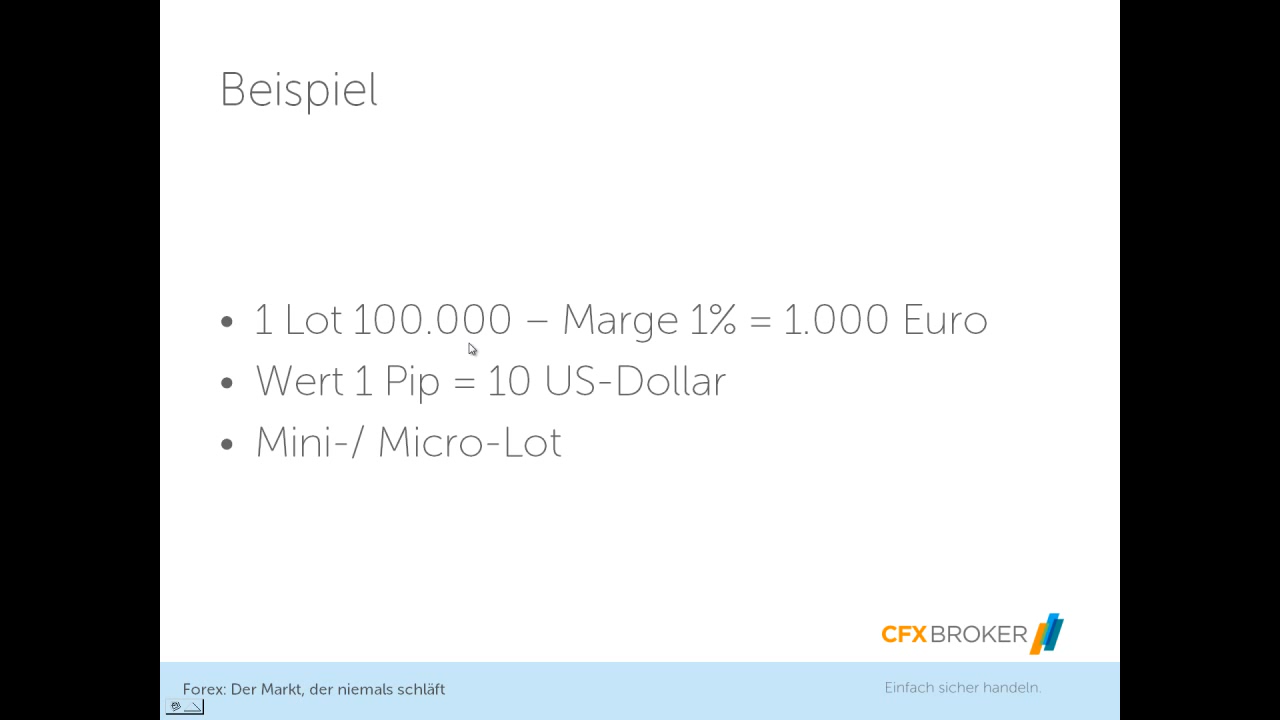 Beispiel
• 1 Lot 100.000 – Marge 1% = 1.000 Euro
• Wert 1 Pip = 10 US-Dollar
• Mini-/ Micro-Lot
CFXBROKER
Forex: Der Markt, der niemals schläft
Einfach sicher handeln.